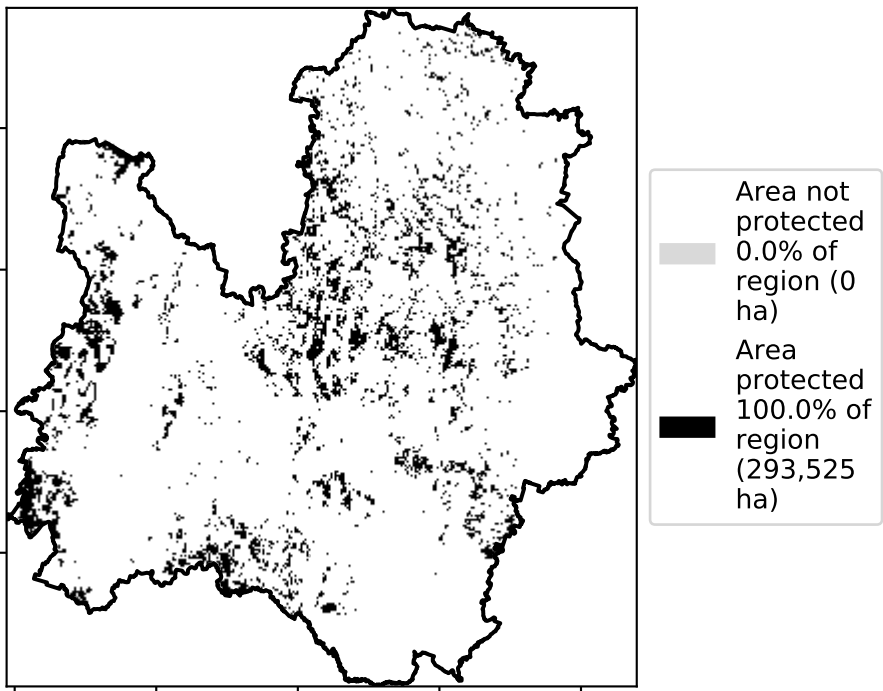 Area not
protected
0.0% of
region (0
ha)
Area
protected
100.0% of
region
(293,525
ha)